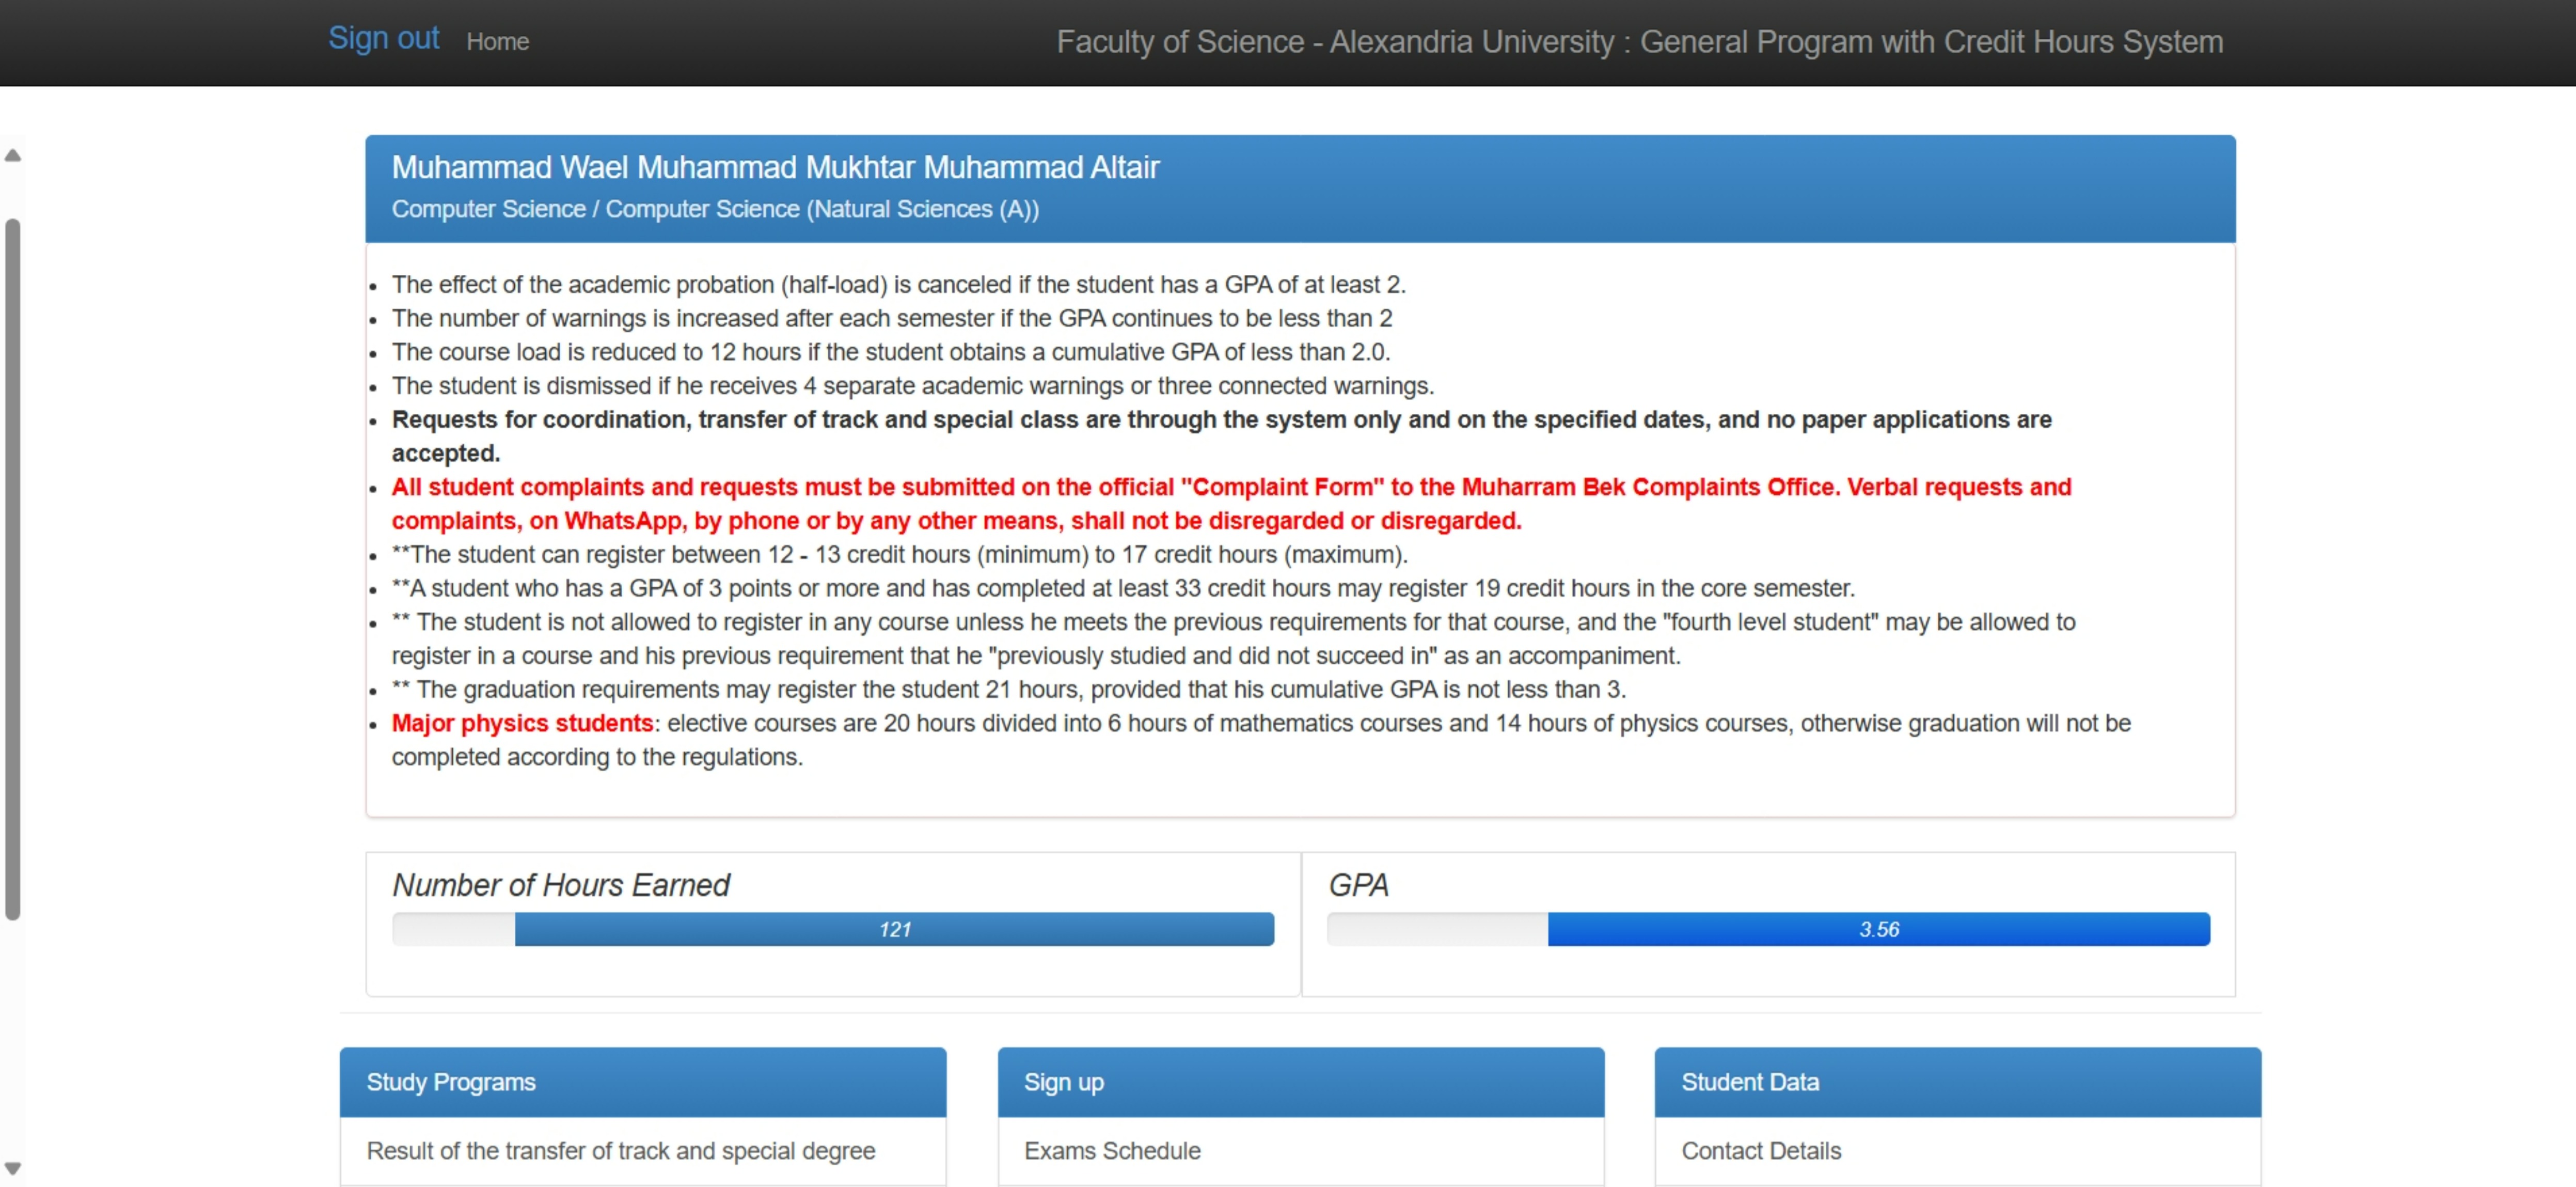 Sign out Home Faculty of Science - Alexandria University : General Program with Credit Hours System
Muhammad Wael Muhammad Mukhtar Muhammad Altair
Computer Science / Computer Science (Natural Sciences (A))
• The effect of the academic probation (half-load) is canceled if the student has a GPA of at least 2.
• The number of warnings is increased after each semester if the GPA continues to be less than 2
• The course load is reduced to 12 hours if the student obtains a cumulative GPA of less than 2.0.
• The student is dismissed if he receives 4 separate academic warnings or three connected warnings.
• Requests for coordination, transfer of track and special class are through the system only and on the specified dates, and no paper applications are
accepted.
• All student complaints and requests must be submitted on the official "Complaint Form" to the Muharram Bek Complaints Office. Verbal requests and
complaints, on WhatsApp, by phone or by any other means, shall not be disregarded or disregarded.
• **The student can register between 12 - 13 credit hours (minimum) to 17 credit hours (maximum).
• **A student who has a GPA of 3 points or more and has completed at least 33 credit hours may register 19 credit hours in the core semester.
• ** The student is not allowed to register in any course unless he meets the previous requirements for that course, and the "fourth level student" may be allowed to
register in a course and his previous requirement that he "previously studied and did not succeed in" as an accompaniment.
• ** The graduation requirements may register the student 21 hours, provided that his cumulative GPA is not less than 3.
• Major physics students: elective courses are 20 hours divided into 6 hours of mathematics courses and 14 hours of physics courses, otherwise graduation will not be
completed according to the regulations.
Number of Hours Earned
121
GPA
3.56
Study Programs
Result of the transfer of track and special degree
Sign up
Exams Schedule
Student Data
Contact Details